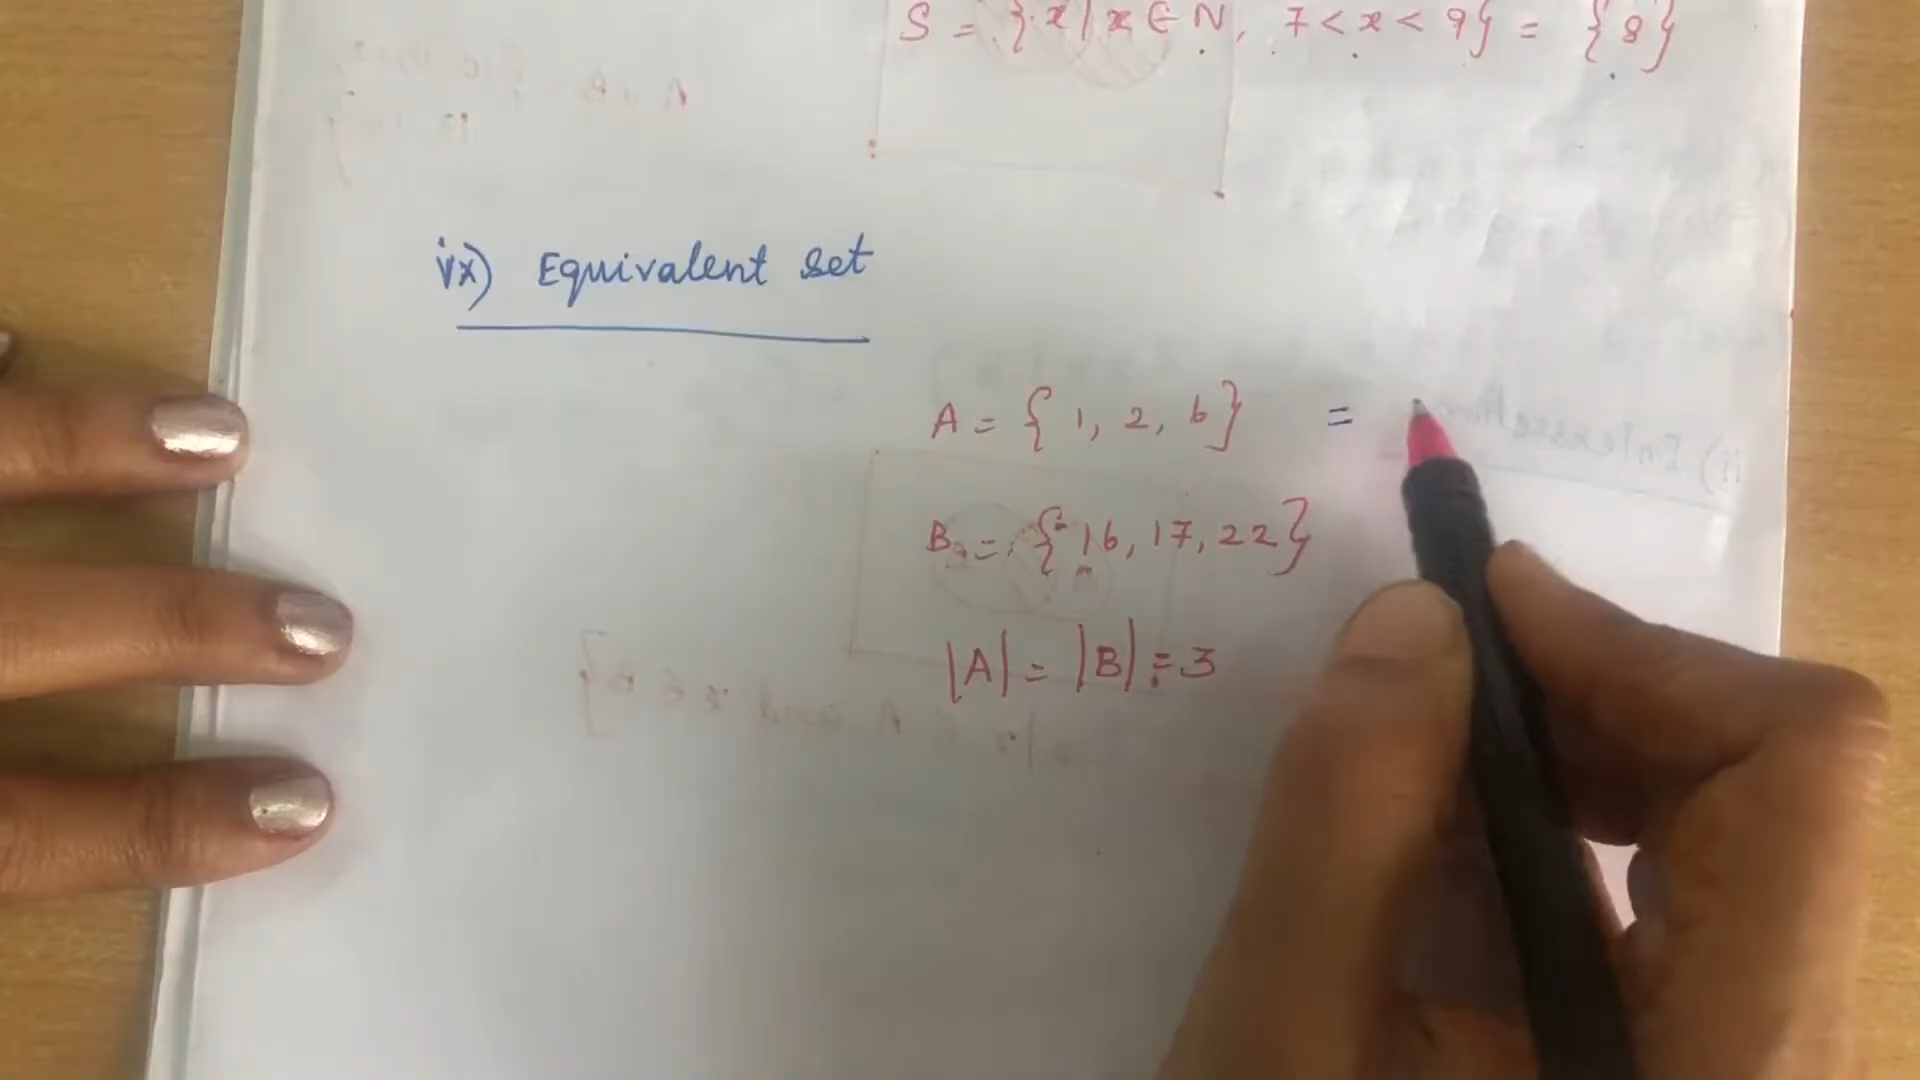 S = {x | x ∈ N, 7 < x < 9} = {8}
ix) Equivalent set
A = { 1, 2, 6} =
B = { 16, 17, 22}
|A| = |B| = 3